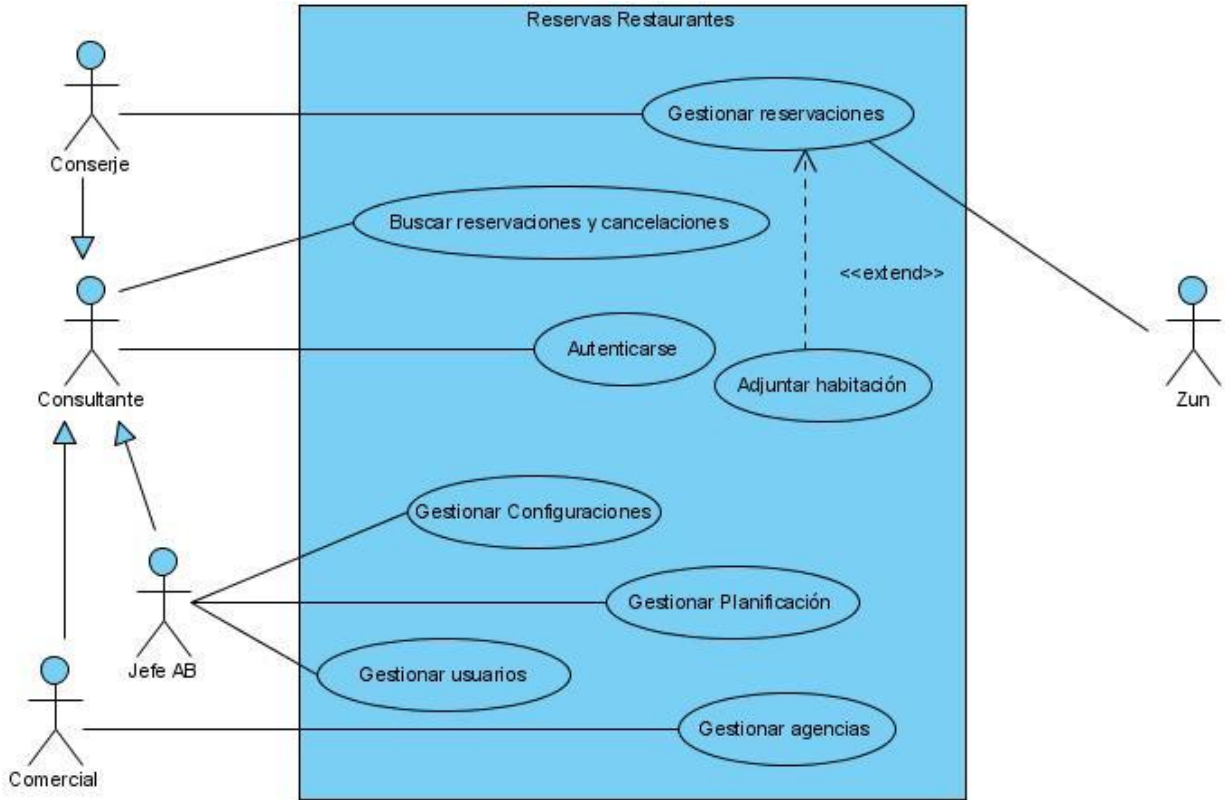 Reservas Restaurantes
Gestionar reservaciones
Conserje
Buscar reservaciones y cancelaciones
<<extend>>
Autenticarse
Adjuntar habitación
Consultante
Zun
Gestionar Configuraciones
Gestionar Planificación
Jefe AB
Gestionar usuarios
Gestionar agencias
Comercial